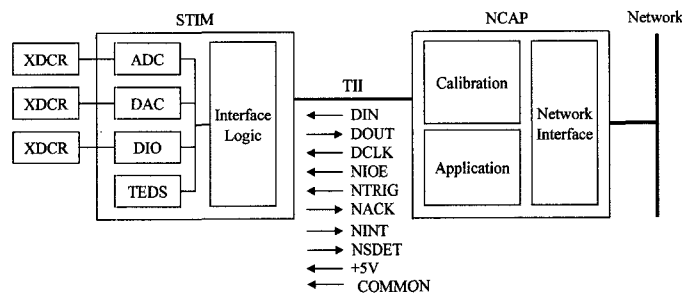 STIM
NCAP
Network
XDCR
XDCR
XDCR
ADC
DAC
DIO
TEDS
Interface
Logic
TII
DIN
DOUT
DCLK
NIOE
NTRIG
NACK
NINT
NSDET
+5V
COMMON
Calibration
Application
Network
Interface